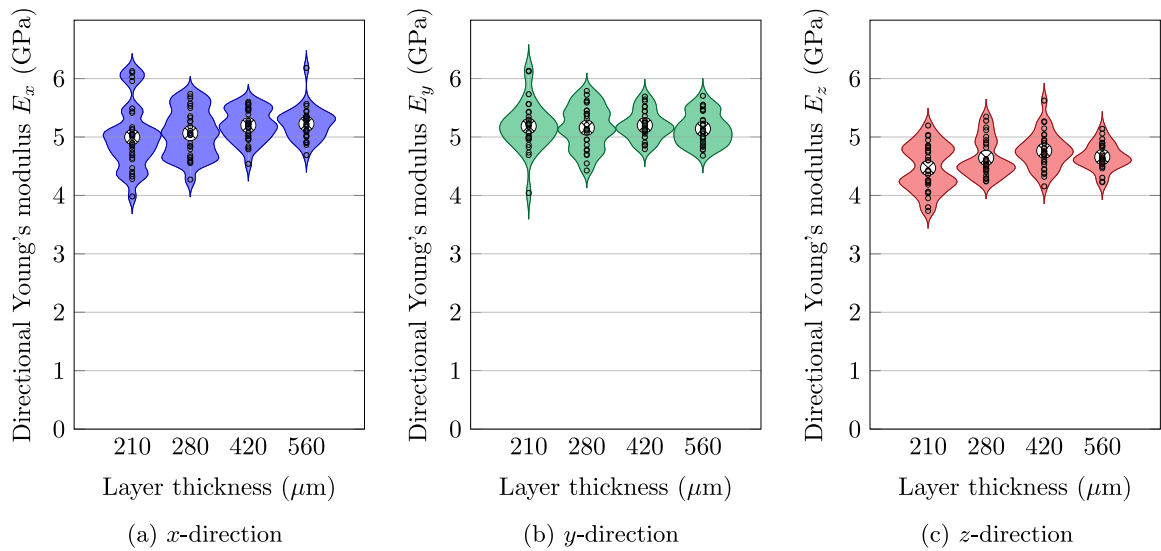 Directional Young's modulus Eₓ (GPa)
6
5
4
3
2
1
0
210 280 420 560
Layer thickness (μm)
(a) x-direction
Directional Young's modulus E_y (GPa)
6
5
4
3
2
1
0
210 280 420 560
Layer thickness (μm)
(b) y-direction
Directional Young's modulus E_z (GPa)
6
5
4
3
2
1
0
210 280 420 560
Layer thickness (μm)
(c) z-direction